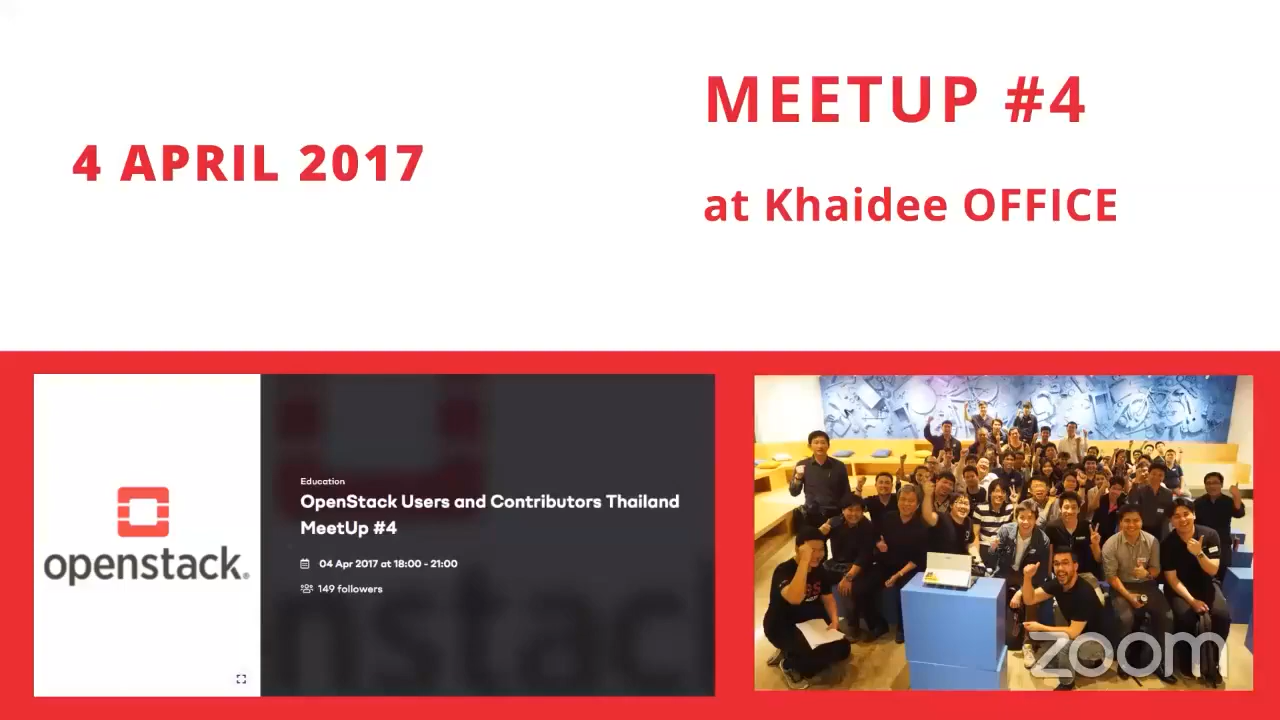 MEETUP #4
4 APRIL 2017
at Khaidee OFFICE
openstack.
Education
OpenStack Users and Contributors Thailand
MeetUp #4
04 Apr 2017 at 18:00 - 21:00
149 followers
zoom